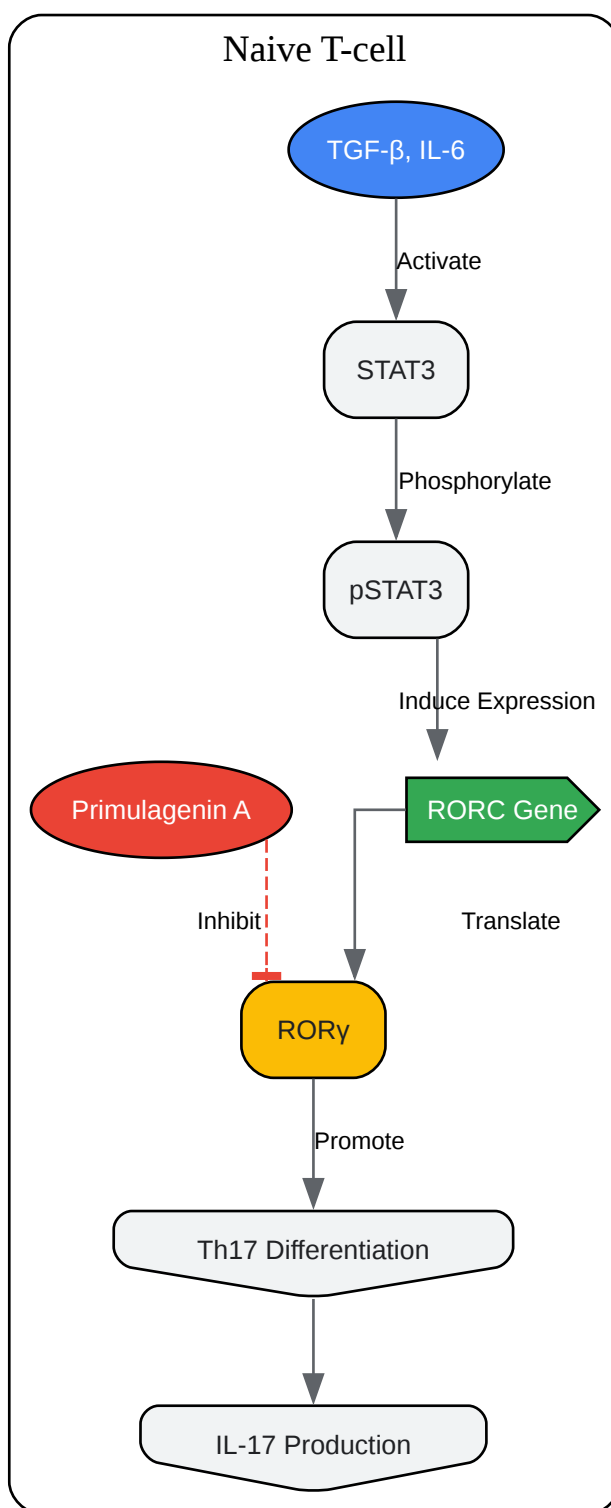 Naive T-cell
TGF-β, IL-6
Activate
STAT3
Phosphorylate
pSTAT3
Induce Expression
Primulagenin A
RORC Gene
Inhibit
Translate
RORγ
Promote
Th17 Differentiation
IL-17 Production